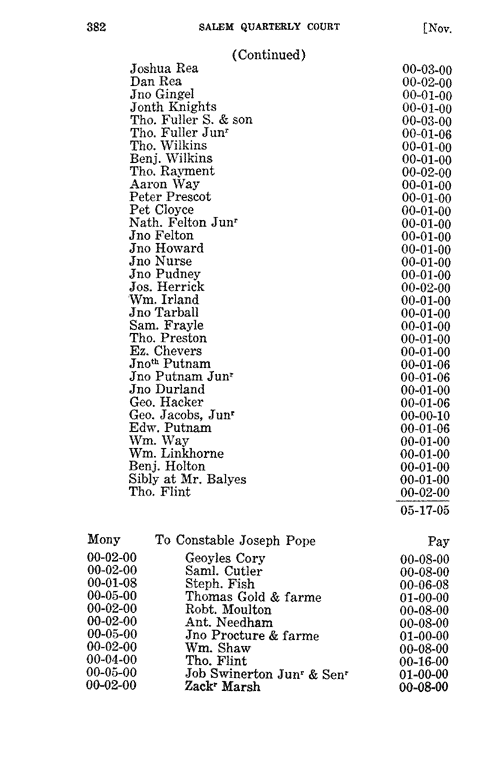 382 SALEM QUARTERLY COURT [Nov.
(Continued)
Joshua Rea 00-03-00
Dan Rea 00-02-00
Jno Gingel 00-01-00
Jonth Knights 00-01-00
Tho. Fuller S. & son 00-03-00
Tho. Fuller Junʳ 00-01-06
Tho. Wilkins 00-01-00
Benj. Wilkins 00-01-00
Tho. Rayment 00-02-00
Aaron Way 00-01-00
Peter Prescot 00-01-00
Pet Cloyce 00-01-00
Nath. Felton Junʳ 00-01-00
Jno Felton 00-01-00
Jno Howard 00-01-00
Jno Nurse 00-01-00
Jno Pudney 00-01-00
Jos. Herrick 00-02-00
Wm. Irland 00-01-00
Jno Tarball 00-01-00
Sam. Frayle 00-01-00
Tho. Preston 00-01-00
Ez. Chevers 00-01-00
Jnoᵗʰ Putnam 00-01-06
Jno Putnam Junʳ 00-01-06
Jno Durland 00-01-00
Geo. Hacker 00-01-06
Geo. Jacobs, Junʳ 00-00-10
Edw. Putnam 00-01-06
Wm. Way 00-01-00
Wm. Linkhorne 00-01-00
Benj. Holton 00-01-00
Sibly at Mr. Balyes 00-01-00
Tho. Flint 00-02-00
05-17-05
Mony To Constable Joseph Pope Pay
00-02-00 Geoyles Cory 00-08-00
00-02-00 Saml. Cutler 00-08-00
00-01-08 Steph. Fish 00-06-08
00-05-00 Thomas Gold & farme 01-00-00
00-02-00 Robt. Moulton 00-08-00
00-02-00 Ant. Needham 00-08-00
00-05-00 Jno Procture & farme 01-00-00
00-02-00 Wm. Shaw 00-08-00
00-04-00 Tho. Flint 00-16-00
00-05-00 Job Swinerton Junʳ & Senʳ 01-00-00
00-02-00 Zackʳ Marsh 00-08-00